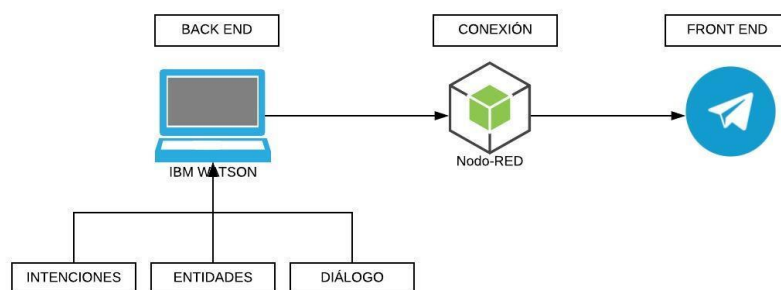 BACK END
CONEXIÓN
FRONT END
IBM WATSON
Nodo-RED
INTENCIONES
ENTIDADES
DIÁLOGO